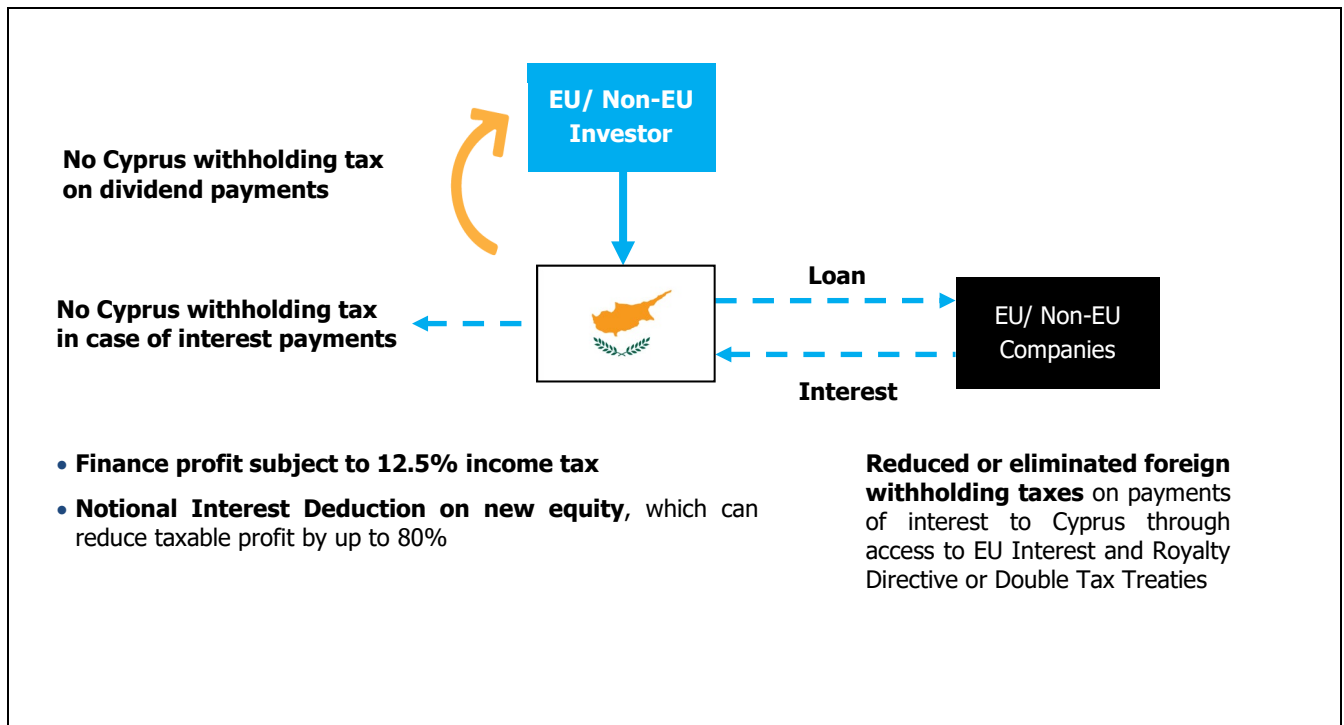 EU/ Non-EU
Investor
No Cyprus withholding tax
on dividend payments
Loan
No Cyprus withholding tax
in case of interest payments
EU/ Non-EU
Companies
Interest
• Finance profit subject to 12.5% income tax
• Notional Interest Deduction on new equity, which can
reduce taxable profit by up to 80%
Reduced or eliminated foreign
withholding taxes on payments
of interest to Cyprus through
access to EU Interest and Royalty
Directive or Double Tax Treaties